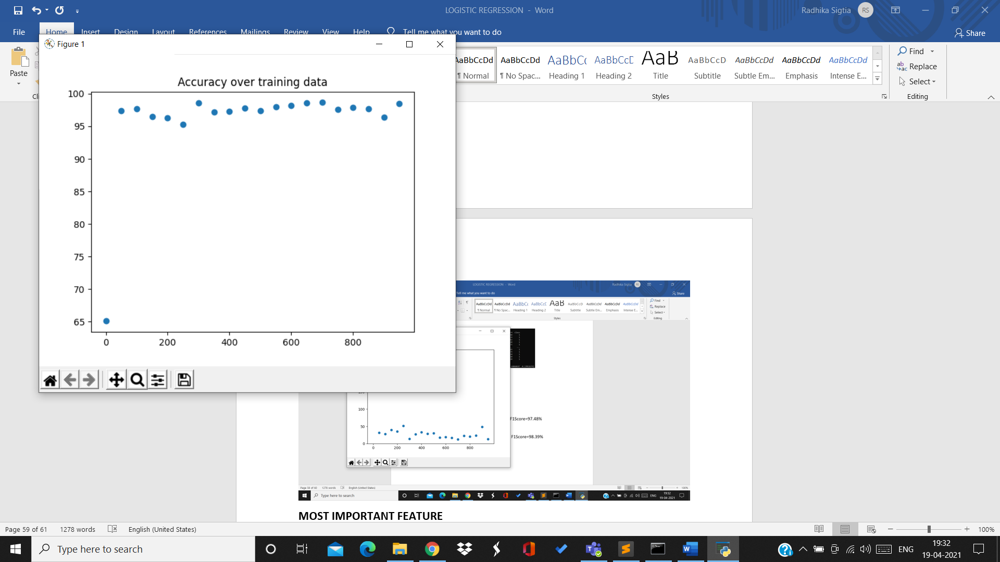 LOGISTIC REGRESSION - Word
Radhika Sigtia RS
File Home Insert Design Layout References Mailings Review View Help Tell me what you want to do Share
Figure 1
Paste
AaBbCcDd AaBbCcDd AaBbCc AaBbCcD AaB AaBbCcD AaBbCcDd AaBbCcDd AaBbCcDd
¶ Normal ¶ No Spac... Heading 1 Heading 2 Title Subtitle Subtle Em... Emphasis Intense E...
Find
Replace
Select
Styles
Editing
Accuracy over training data
100
95
90
85
80
75
70
65
0 200 400 600 800
LOGISTIC REGRESSION - Word
Radhika Sigtia
Tell me what you want to do
Share
AaBbCcDd AaBbCcDd AaBbCc AaBbCcD AaB AaBbCcD AaBbCcDd AaBbCcDd AaBbCcDd
¶ Normal ¶ No Spac... Heading 1 Heading 2 Title Subtitle Subtle Em... Emphasis Intense E...
Find
Replace
Select
Styles
Editing
class
100
50
0
0 200 400 600 800
F1Score=97.48%
F1Score=98.39%
Page 58 of 60 1278 words English (United States) 100%
Type here to search
ENG
19:32
19-04-2021
MOST IMPORTANT FEATURE
Page 59 of 61 1278 words English (United States) 100%
Type here to search
ENG
19:32
19-04-2021